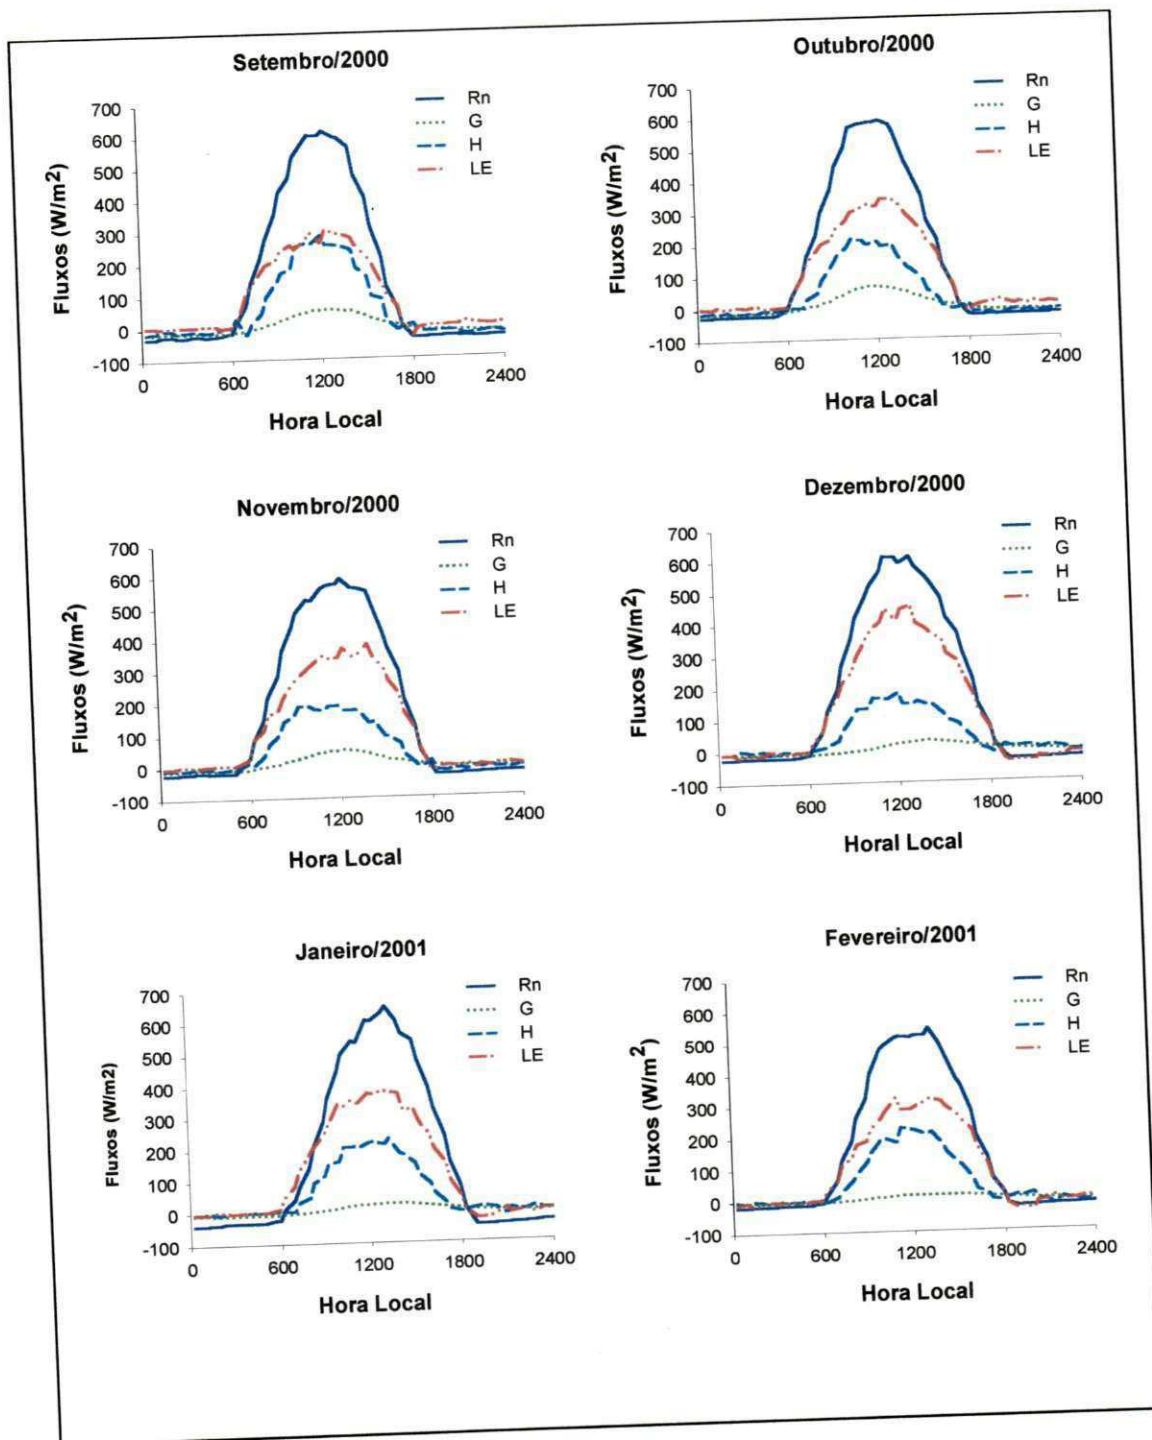 Setembro/2000
Rn
G
H
LE
700
600
500
400
300
200
100
0
-100
Fluxos (W/m²)
0 600 1200 1800 2400
Hora Local
Outubro/2000
Rn
G
H
LE
700
600
500
400
300
200
100
0
-100
Fluxos (W/m²)
0 600 1200 1800 2400
Hora Local
Novembro/2000
Rn
G
H
LE
700
600
500
400
300
200
100
0
-100
Fluxos (W/m²)
0 600 1200 1800 2400
Hora Local
Dezembro/2000
Rn
G
H
LE
700
600
500
400
300
200
100
0
-100
Fluxos (W/m²)
0 600 1200 1800 2400
Horal Local
Janeiro/2001
Rn
G
H
LE
700
600
500
400
300
200
100
0
-100
Fluxos (W/m2)
0 600 1200 1800 2400
Hora Local
Fevereiro/2001
Rn
G
H
LE
700
600
500
400
300
200
100
0
-100
Fluxos (W/m²)
0 600 1200 1800 2400
Hora Local